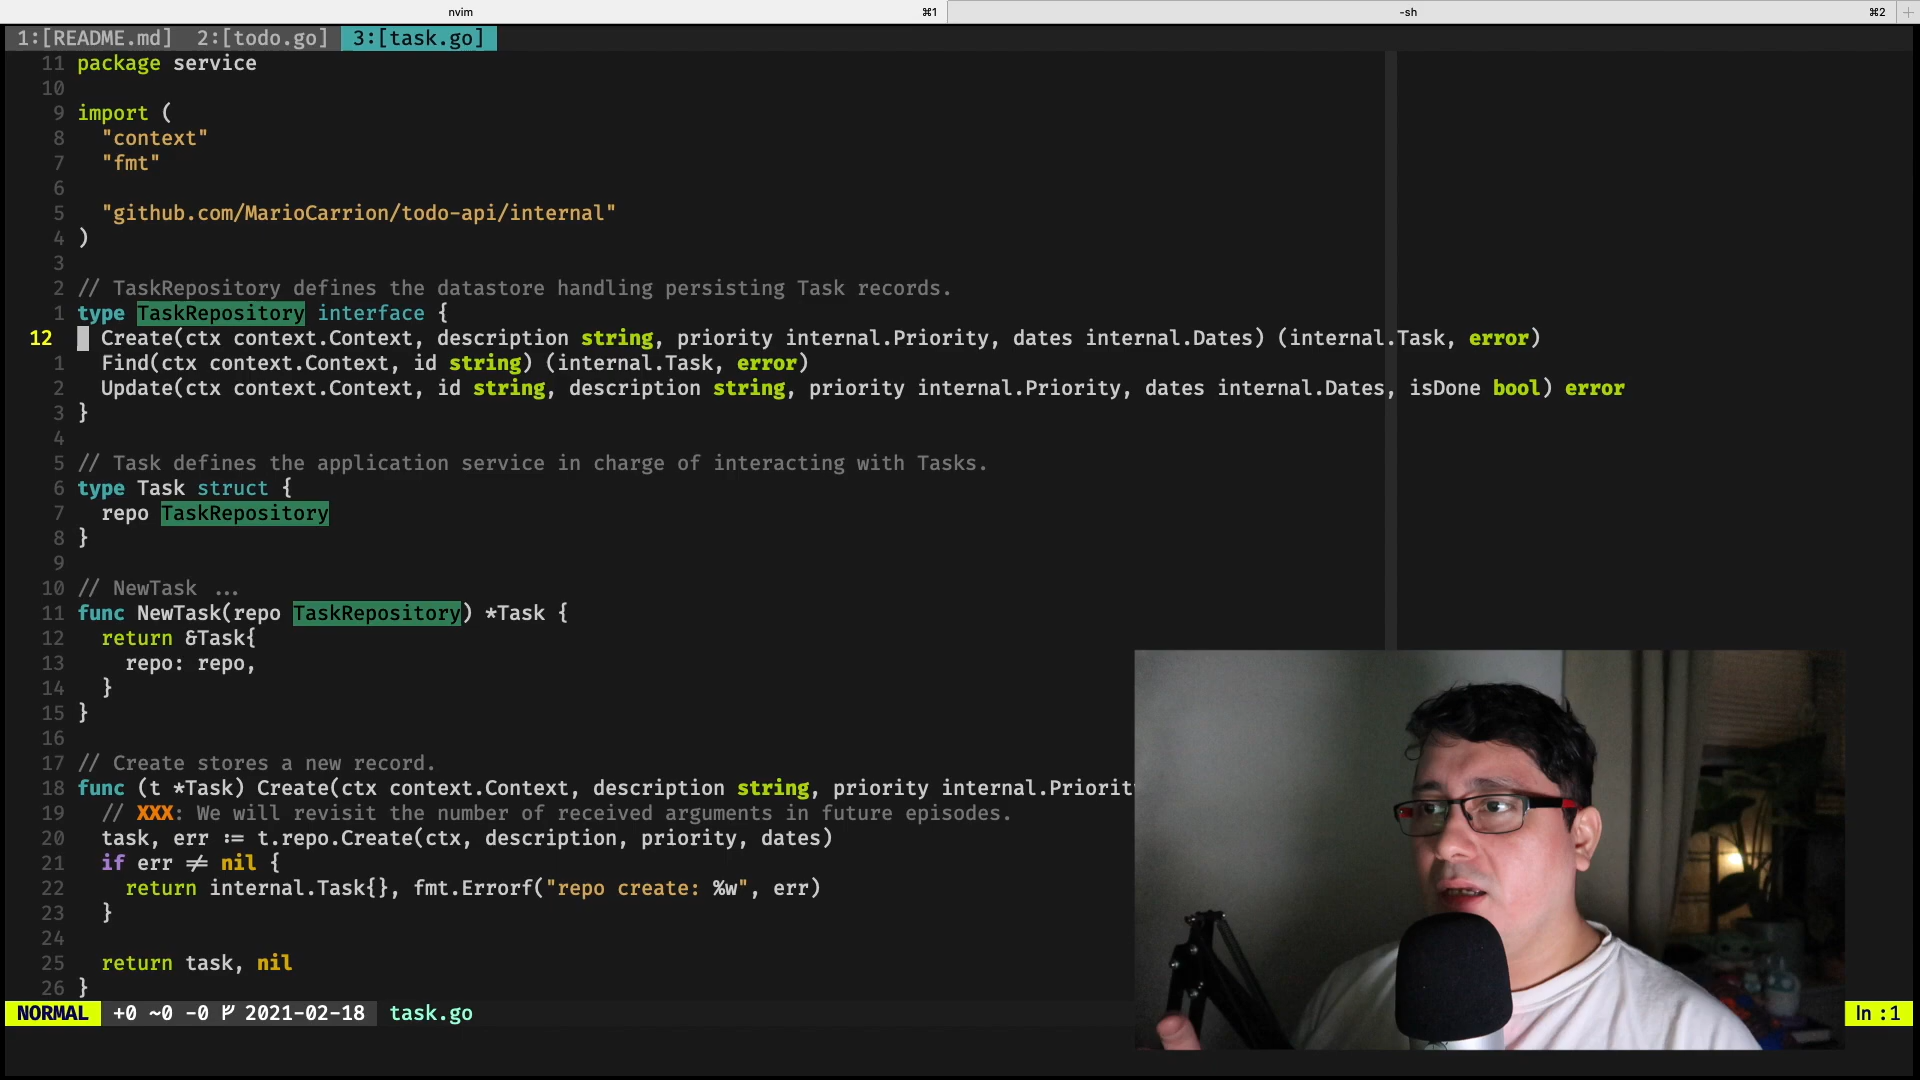 nvim ⌘1 -sh ⌘2 +
1:[README.md] 2:[todo.go] 3:[task.go]
11 package service
10
9 import (
8 "context"
7 "fmt"
6
5 "github.com/MarioCarrion/todo-api/internal"
4 )
3
2 // TaskRepository defines the datastore handling persisting Task records.
1 type TaskRepository interface {
12 Create(ctx context.Context, description string, priority internal.Priority, dates internal.Dates) (internal.Task, error)
1 Find(ctx context.Context, id string) (internal.Task, error)
2 Update(ctx context.Context, id string, description string, priority internal.Priority, dates internal.Dates, isDone bool) error
3 }
4
5 // Task defines the application service in charge of interacting with Tasks.
6 type Task struct {
7 repo TaskRepository
8 }
9
10 // NewTask ...
11 func NewTask(repo TaskRepository) *Task {
12 return &Task{
13 repo: repo,
14 }
15 }
16
17 // Create stores a new record.
18 func (t *Task) Create(ctx context.Context, description string, priority internal.Priorit
19 // XXX: We will revisit the number of received arguments in future episodes.
20 task, err := t.repo.Create(ctx, description, priority, dates)
21 if err ≠ nil {
22 return internal.Task{}, fmt.Errorf("repo create: %w", err)
23 }
24
25 return task, nil
26 }
NORMAL +0 ~0 -0 2021-02-18 task.go ln :1